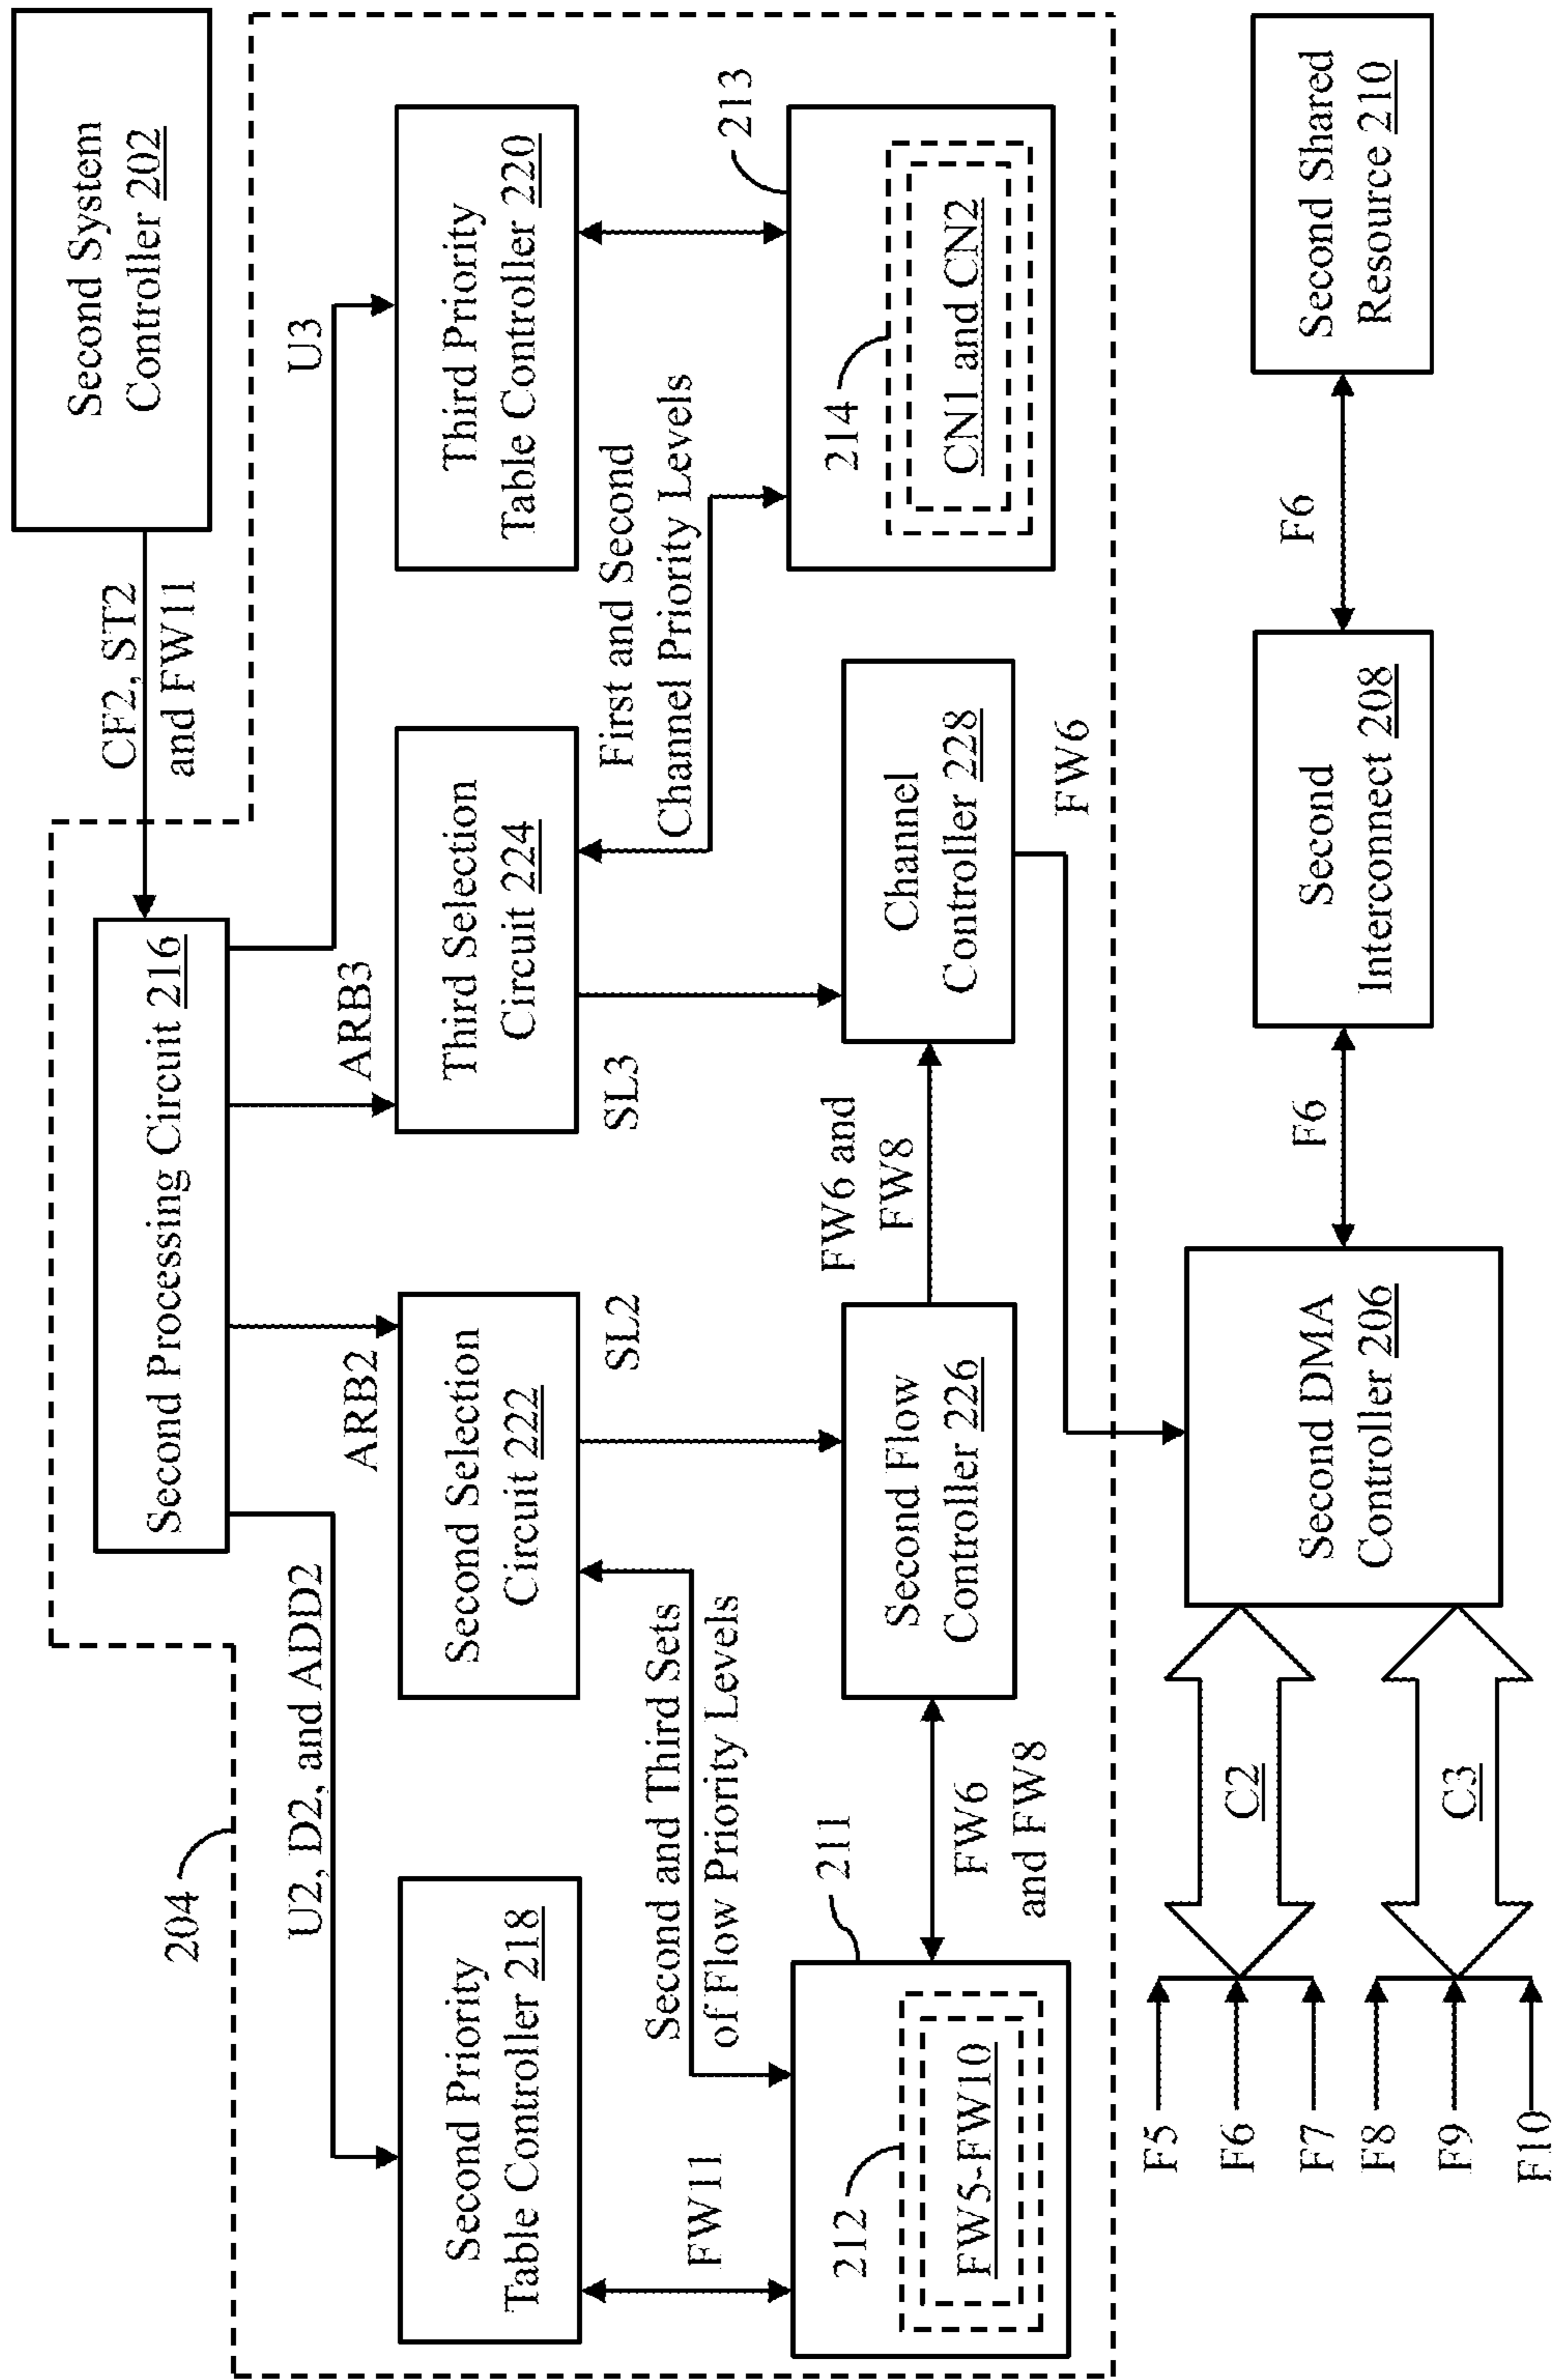 Second System
Controller 202
CF2, ST2
and FW11
204
Second Processing Circuit 216
U2, D2, and ADD2
ARB2
ARB3
U3
Second Priority
Table Controller 218
Second Selection
Circuit 222
Third Selection
Circuit 224
Third Priority
Table Controller 220
FW11
Second and Third Sets
of Flow Priority Levels
SL2
SL3
First and Second
Channel Priority Levels
211
212
FW5-FW10
FW6
and FW8
Second Flow
Controller 226
FW6 and
FW8
Channel
Controller 228
213
214
CN1 and CN2
FW6
F5
F6
F7
F8
F9
F10
C2
C3
Second DMA
Controller 206
F6
Second
Interconnect 208
F6
Second Shared
Resource 210